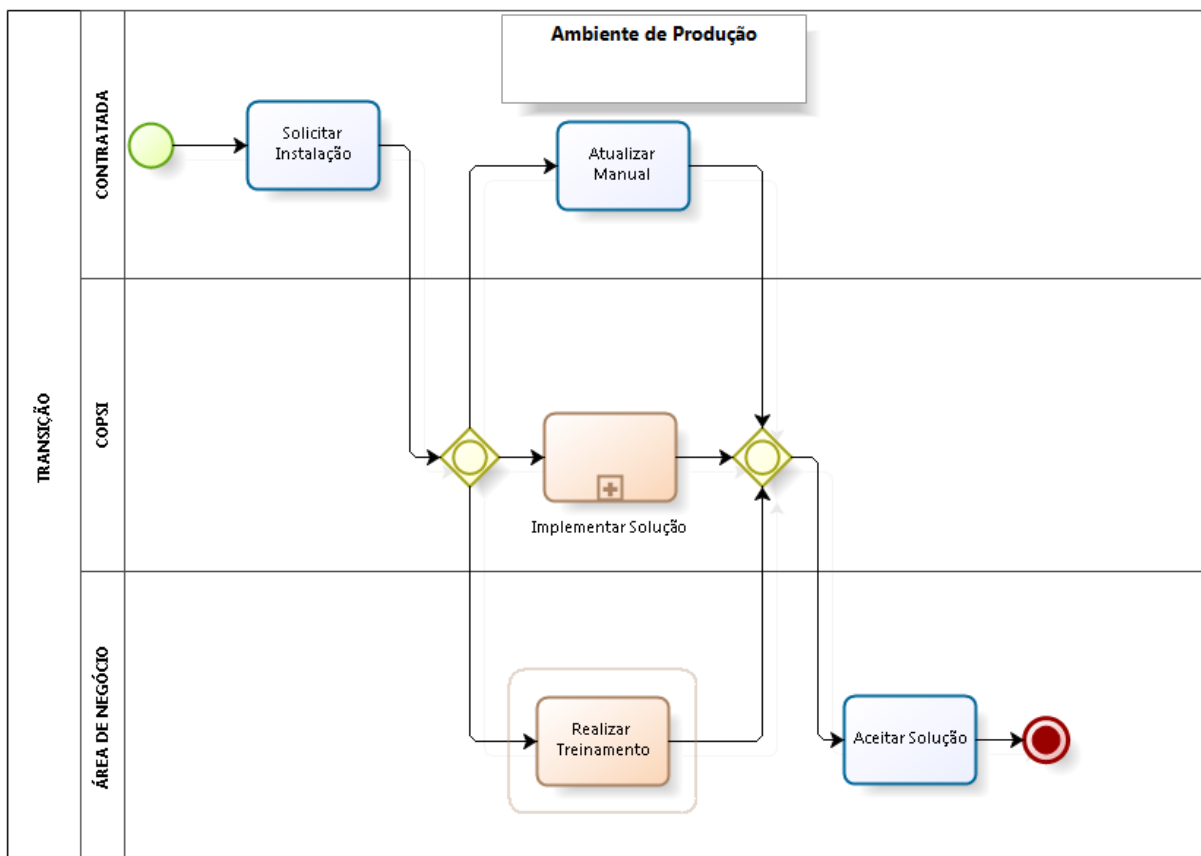 Ambiente de Produção
TRANSIÇÃO
CONTRATADA
Solicitar
Instalação
Atualizar
Manual
COPSI
Implementar Solução
ÁREA DE NEGÓCIO
Realizar
Treinamento
Aceitar Solução